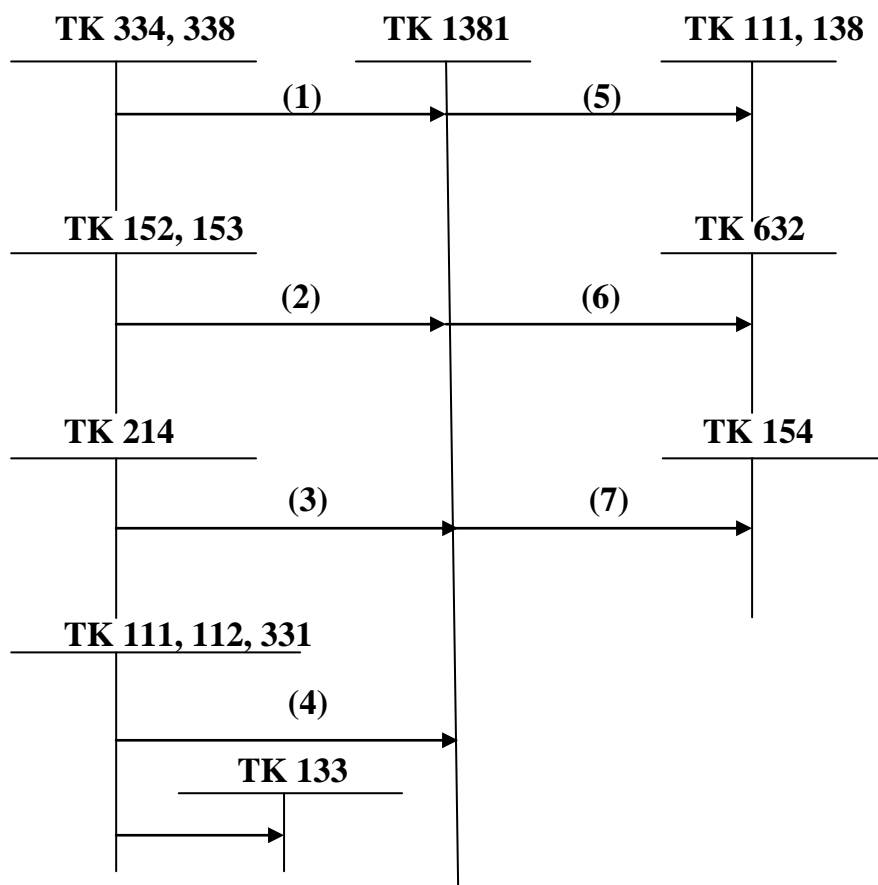 TK 334, 338 TK 1381 TK 111, 138
(1) (5)
TK 152, 153 TK 632
(2) (6)
TK 214 TK 154
(3) (7)
TK 111, 112, 331
(4)
TK 133